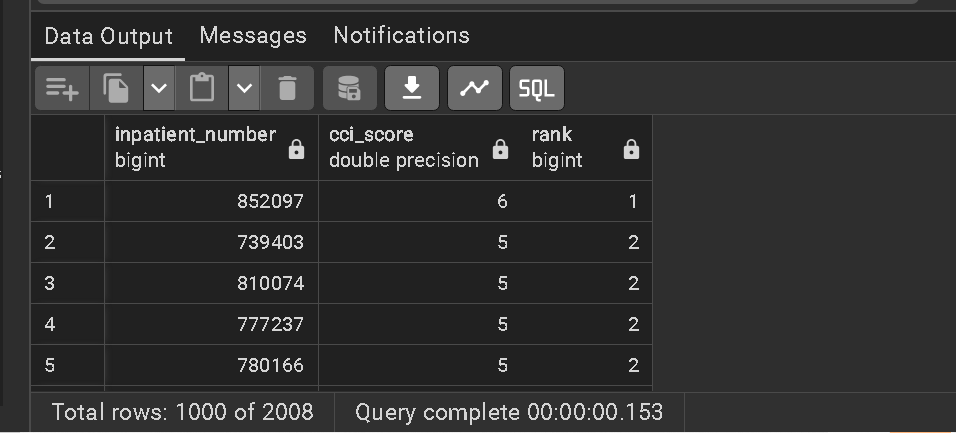 Data Output Messages Notifications
SQL
inpatient_number cci_score rank
bigint double precision bigint
1 852097 6 1
2 739403 5 2
3 810074 5 2
4 777237 5 2
5 780166 5 2
Total rows: 1000 of 2008 Query complete 00:00:00.153